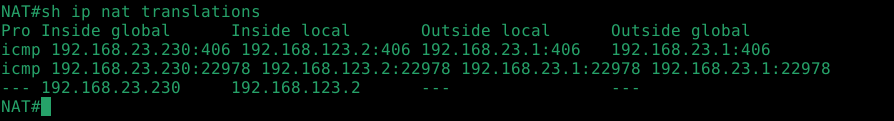 NAT#sh ip nat translations
Pro Inside global      Inside local       Outside local      Outside global
icmp 192.168.23.230:406 192.168.123.2:406 192.168.23.1:406   192.168.23.1:406
icmp 192.168.23.230:22978 192.168.123.2:22978 192.168.23.1:22978 192.168.23.1:22978
--- 192.168.23.230     192.168.123.2      ---                ---
NAT#